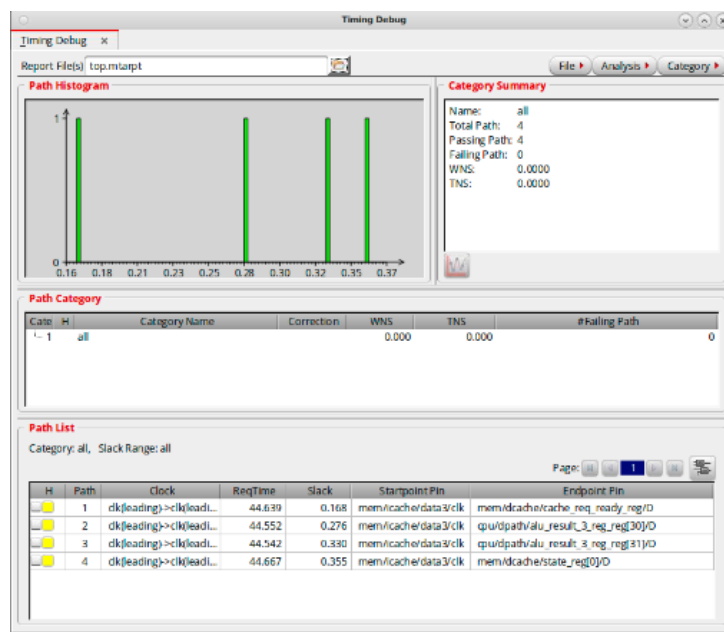 Timing Debug
Timing Debug ×
Report File(s) top.mtarpt File Analysis Category
Path Histogram
1
0
0.16 0.18 0.21 0.23 0.25 0.28 0.30 0.32 0.35 0.37
Category Summary
Name: all
Total Path: 4
Passing Path: 4
Failing Path: 0
WNS: 0.0000
TNS: 0.0000
Path Category
Cate H Category Name Correction WNS TNS #Failing Path
1 all 0.000 0.000 0
Path List
Category: all, Slack Range: all
Page: 1
H Path Clock ReqTime Slack Startpoint Pin Endpoint Pin
1 clk(leading)->clk(leadi... 44.639 0.168 mem/icache/data3/clk mem/dcache/cache_req_ready_reg/D
2 clk(leading)->clk(leadi... 44.552 0.276 mem/icache/data3/clk cpu/dpath/alu_result_3_reg_reg[30]/D
3 clk(leading)->clk(leadi... 44.542 0.330 mem/icache/data3/clk cpu/dpath/alu_result_3_reg_reg[31]/D
4 clk(leading)->clk(leadi... 44.667 0.355 mem/icache/data3/clk mem/dcache/state_reg[0]/D